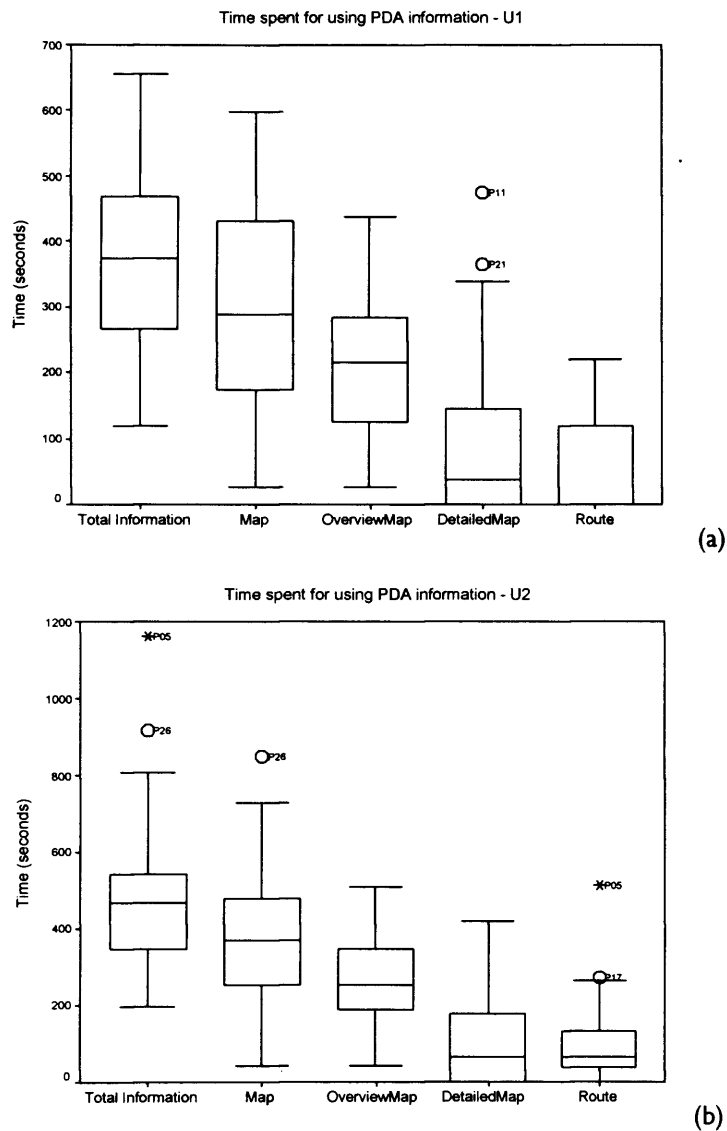 Time spent for using PDA information - U1
Time (seconds)
700
600
500
400
300
200
100
0
P11
P21
Total Information Map OverviewMap DetailedMap Route
(a)
Time spent for using PDA information - U2
Time (seconds)
1200
1000
800
600
400
200
0
P05
P26
P26
P05
P17
Total Information Map OverviewMap DetailedMap Route
(b)